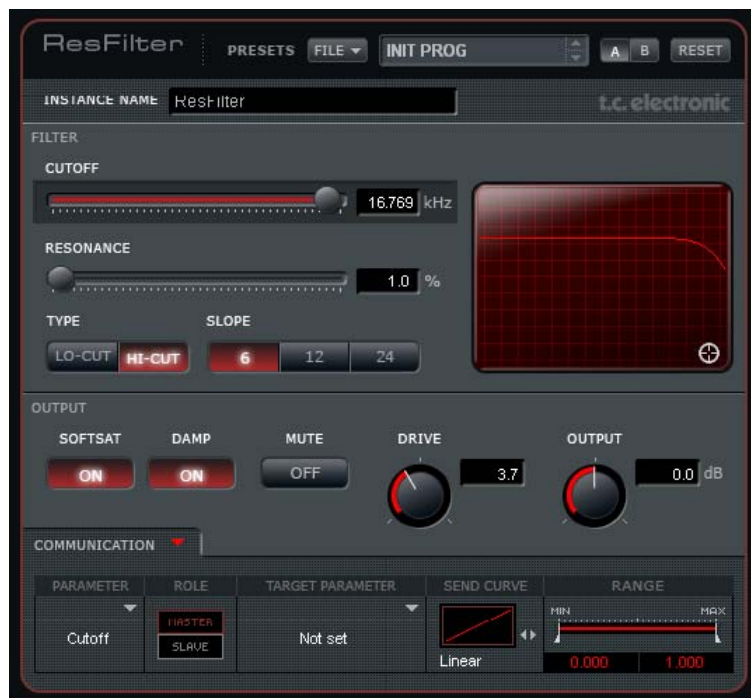 ResFilter PRESETS FILE INIT PROG A B RESET
INSTANCE NAME ResFilter t.c. electronic
FILTER
CUTOFF
16.769 kHz
RESONANCE
1.0 %
TYPE SLOPE
LO-CUT HI-CUT 6 12 24
OUTPUT
SOFTSAT DAMP MUTE DRIVE OUTPUT
ON ON OFF 3.7 0.0 dB
COMMUNICATION
PARAMETER ROLE TARGET PARAMETER SEND CURVE RANGE
MIN MAX
Cutoff MASTER SLAVE Not set Linear 0.000 1.000